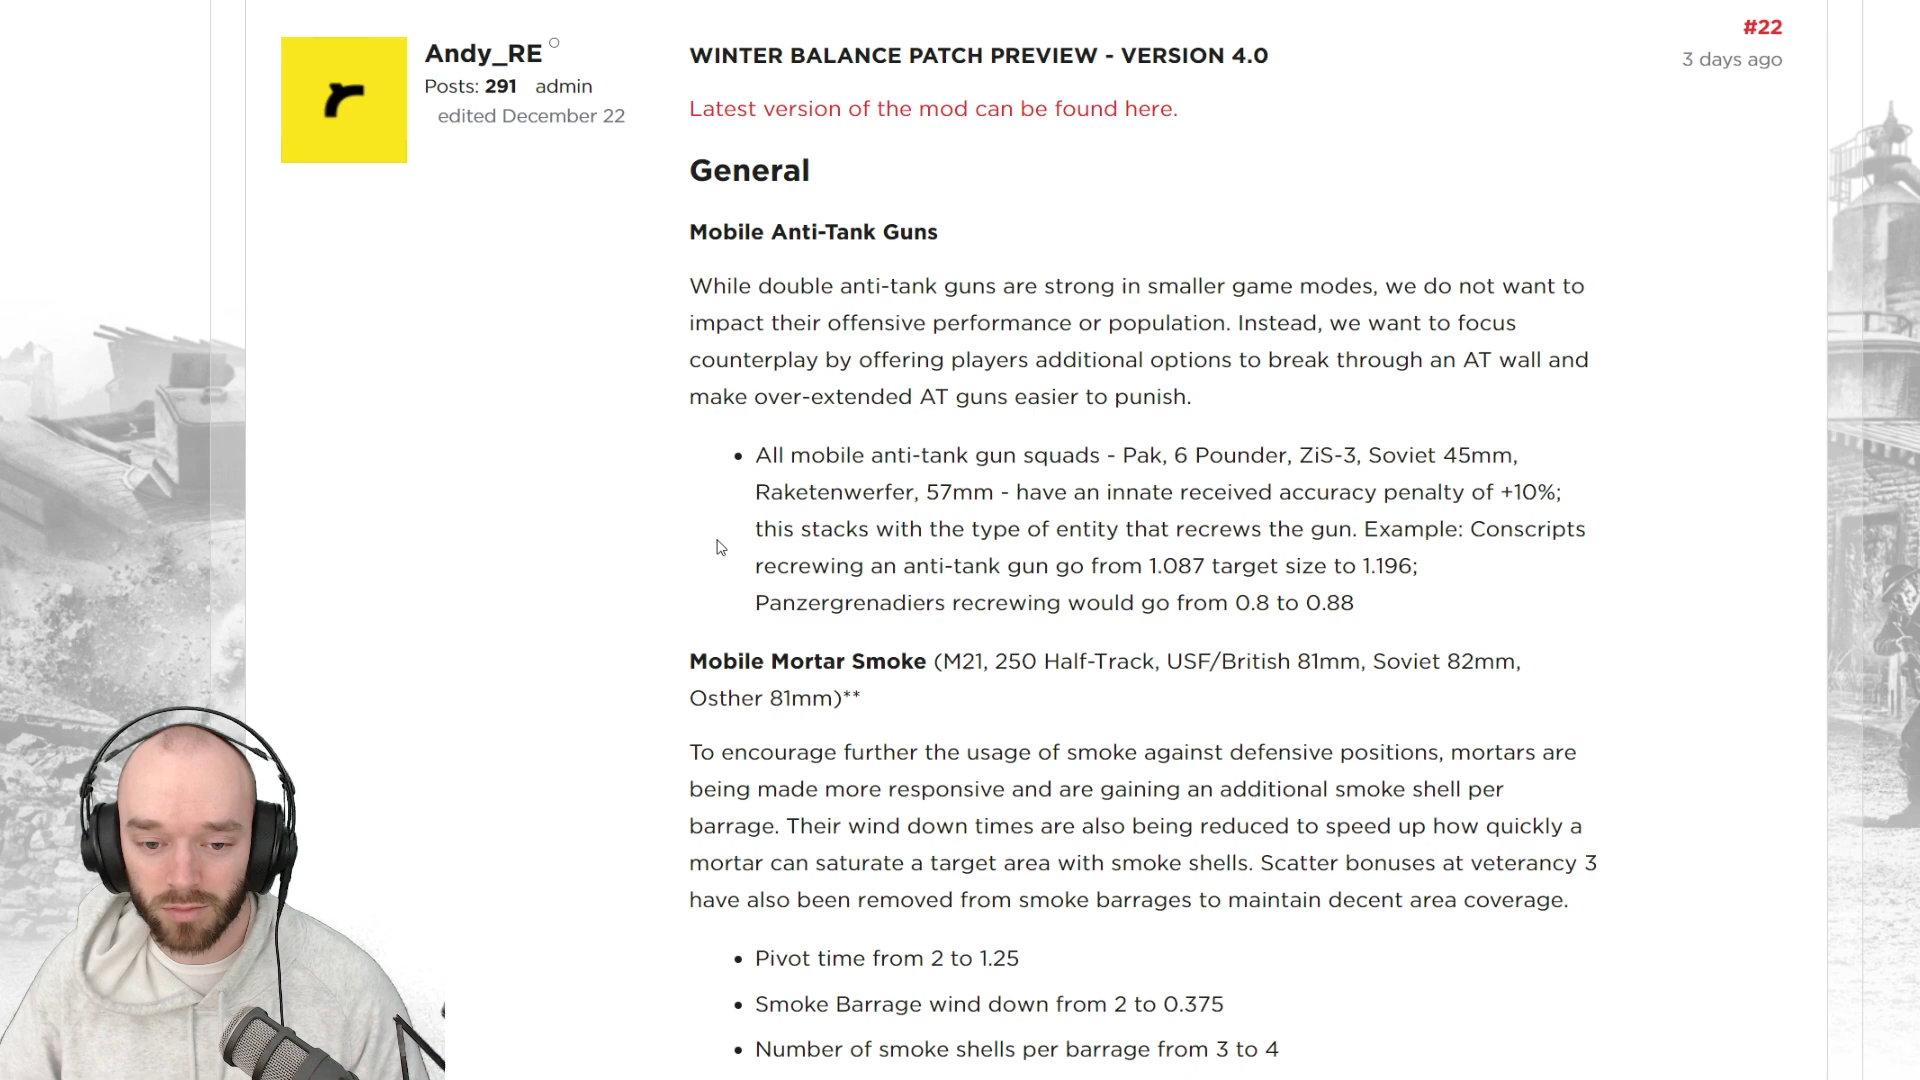 Andy_RE
Posts: 291 admin
edited December 22
#22
3 days ago
WINTER BALANCE PATCH PREVIEW - VERSION 4.0
Latest version of the mod can be found here.
General
Mobile Anti-Tank Guns
While double anti-tank guns are strong in smaller game modes, we do not want to
impact their offensive performance or population. Instead, we want to focus
counterplay by offering players additional options to break through an AT wall and
make over-extended AT guns easier to punish.
• All mobile anti-tank gun squads - Pak, 6 Pounder, ZiS-3, Soviet 45mm,
Raketenwerfer, 57mm - have an innate received accuracy penalty of +10%;
this stacks with the type of entity that recrews the gun. Example: Conscripts
recrewing an anti-tank gun go from 1.087 target size to 1.196;
Panzergrenadiers recrewing would go from 0.8 to 0.88
Mobile Mortar Smoke (M21, 250 Half-Track, USF/British 81mm, Soviet 82mm,
Osther 81mm)**
To encourage further the usage of smoke against defensive positions, mortars are
being made more responsive and are gaining an additional smoke shell per
barrage. Their wind down times are also being reduced to speed up how quickly a
mortar can saturate a target area with smoke shells. Scatter bonuses at veterancy 3
have also been removed from smoke barrages to maintain decent area coverage.
• Pivot time from 2 to 1.25
• Smoke Barrage wind down from 2 to 0.375
• Number of smoke shells per barrage from 3 to 4